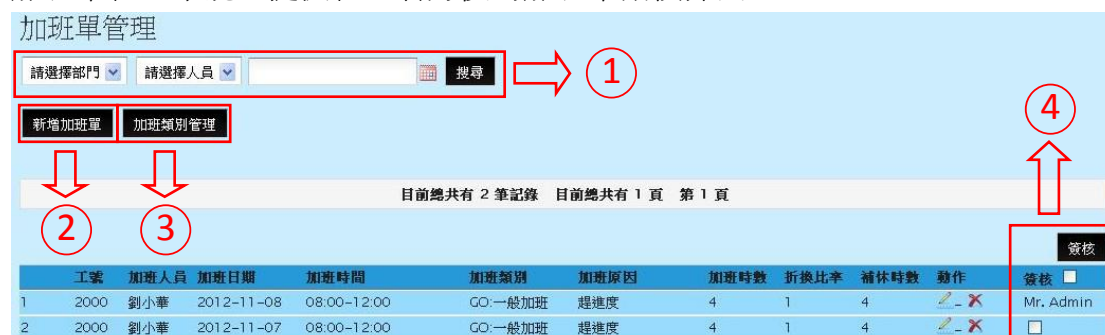 加班單管理
請選擇部門 請選擇人員 搜尋 1
新增加班單 加班類別管理 4
目前總共有 2 筆記錄 目前總共有 1 頁 第 1 頁
2 3
簽核
工號 加班人員 加班日期 加班時間 加班類別 加班原因 加班時數 折換比率 補休時數 動作 簽核
1 2000 劉小華 2012-11-08 08:00-12:00 GO:一般加班 趕進度 4 1 4 Mr. Admin
2 2000 劉小華 2012-11-07 08:00-12:00 GO:一般加班 趕進度 4 1 4